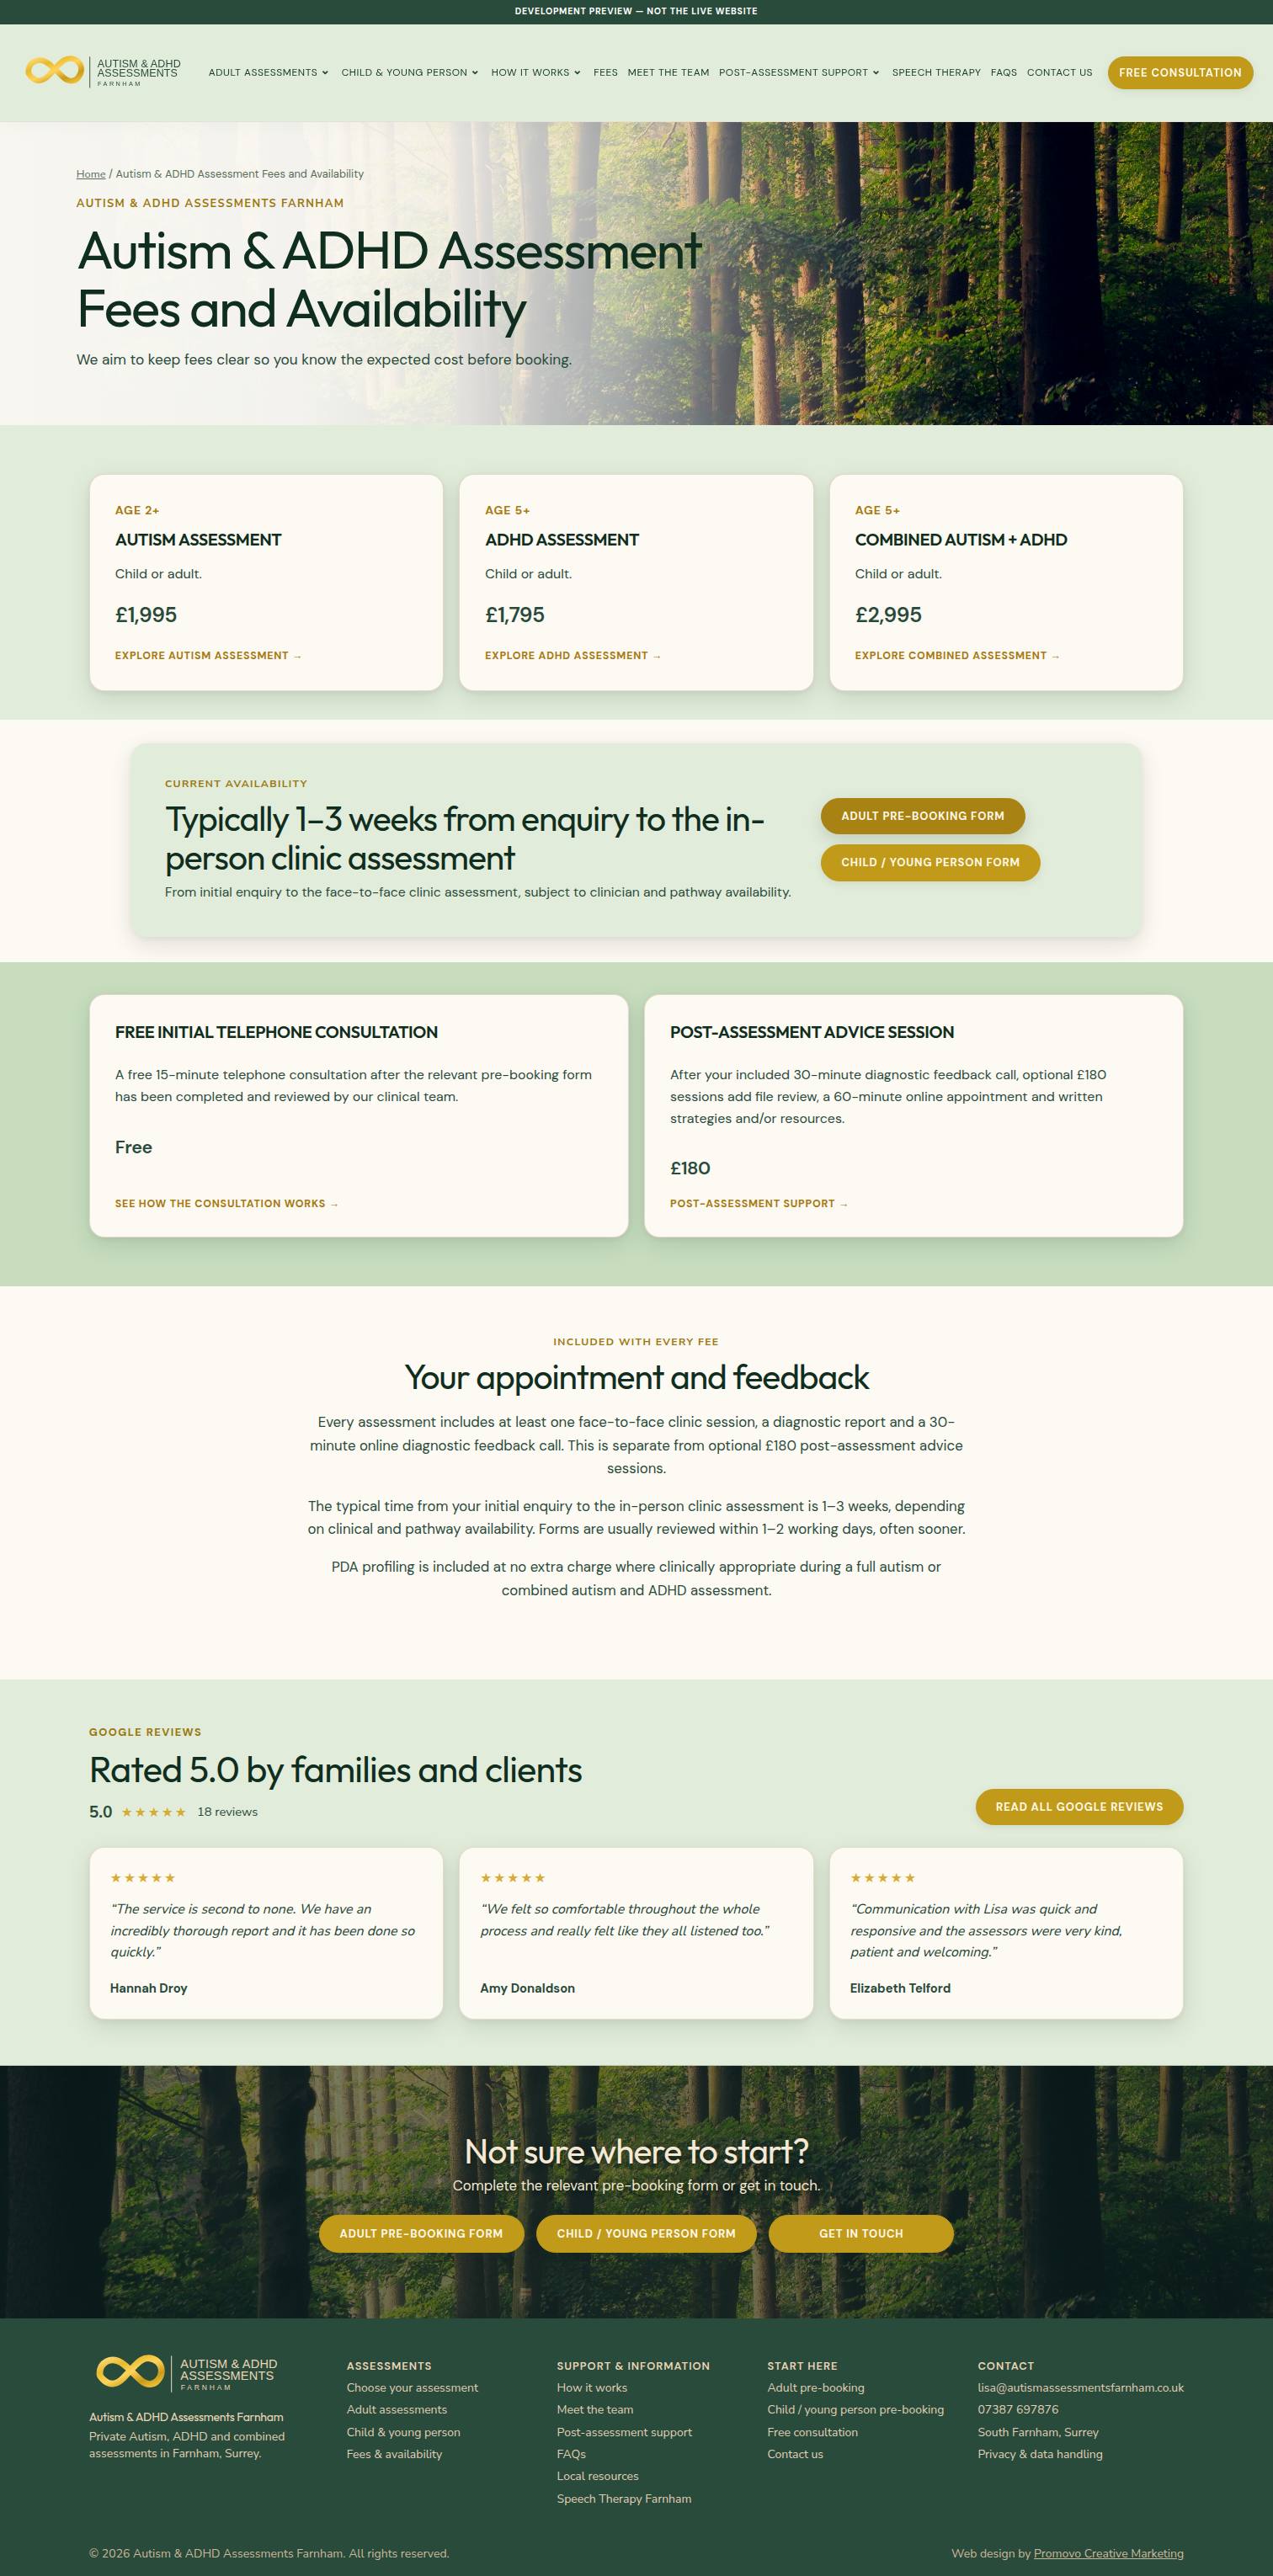 DEVELOPMENT PREVIEW — NOT THE LIVE WEBSITE
AUTISM & ADHD
ASSESSMENTS
FARNHAM
ADULT ASSESSMENTS
CHILD & YOUNG PERSON
HOW IT WORKS
FEES
MEET THE TEAM
POST-ASSESSMENT SUPPORT
SPEECH THERAPY
FAQS
CONTACT US
FREE CONSULTATION
Home / Autism & ADHD Assessment Fees and Availability
AUTISM & ADHD ASSESSMENTS FARNHAM
Autism & ADHD Assessment
Fees and Availability
We aim to keep fees clear so you know the expected cost before booking.
AGE 2+
AUTISM ASSESSMENT
Child or adult.
£1,995
EXPLORE AUTISM ASSESSMENT →
AGE 5+
ADHD ASSESSMENT
Child or adult.
£1,795
EXPLORE ADHD ASSESSMENT →
AGE 5+
COMBINED AUTISM + ADHD
Child or adult.
£2,995
EXPLORE COMBINED ASSESSMENT →
CURRENT AVAILABILITY
Typically 1–3 weeks from enquiry to the in-
person clinic assessment
From initial enquiry to the face-to-face clinic assessment, subject to clinician and pathway availability.
ADULT PRE-BOOKING FORM
CHILD / YOUNG PERSON FORM
FREE INITIAL TELEPHONE CONSULTATION
A free 15-minute telephone consultation after the relevant pre-booking form
has been completed and reviewed by our clinical team.
Free
SEE HOW THE CONSULTATION WORKS →
POST-ASSESSMENT ADVICE SESSION
After your included 30-minute diagnostic feedback call, optional £180
sessions add file review, a 60-minute online appointment and written
strategies and/or resources.
£180
POST-ASSESSMENT SUPPORT →
INCLUDED WITH EVERY FEE
Your appointment and feedback
Every assessment includes at least one face-to-face clinic session, a diagnostic report and a 30-
minute online diagnostic feedback call. This is separate from optional £180 post-assessment advice
sessions.
The typical time from your initial enquiry to the in-person clinic assessment is 1–3 weeks, depending
on clinical and pathway availability. Forms are usually reviewed within 1–2 working days, often sooner.
PDA profiling is included at no extra charge where clinically appropriate during a full autism or
combined autism and ADHD assessment.
GOOGLE REVIEWS
Rated 5.0 by families and clients
5.0 ★★★★★ 18 reviews
READ ALL GOOGLE REVIEWS
★★★★★
“The service is second to none. We have an
incredibly thorough report and it has been done so
quickly.”
Hannah Droy
★★★★★
“We felt so comfortable throughout the whole
process and really felt like they all listened too.”
Amy Donaldson
★★★★★
“Communication with Lisa was quick and
responsive and the assessors were very kind,
patient and welcoming.”
Elizabeth Telford
Not sure where to start?
Complete the relevant pre-booking form or get in touch.
ADULT PRE-BOOKING FORM
CHILD / YOUNG PERSON FORM
GET IN TOUCH
AUTISM & ADHD
ASSESSMENTS
FARNHAM
Autism & ADHD Assessments Farnham
Private Autism, ADHD and combined
assessments in Farnham, Surrey.
ASSESSMENTS
Choose your assessment
Adult assessments
Child & young person
Fees & availability
SUPPORT & INFORMATION
How it works
Meet the team
Post-assessment support
FAQs
Local resources
Speech Therapy Farnham
START HERE
Adult pre-booking
Child / young person pre-booking
Free consultation
Contact us
CONTACT
lisa@autismassessmentsfarnham.co.uk
07387 697876
South Farnham, Surrey
Privacy & data handling
© 2026 Autism & ADHD Assessments Farnham. All rights reserved.
Web design by Promovo Creative Marketing